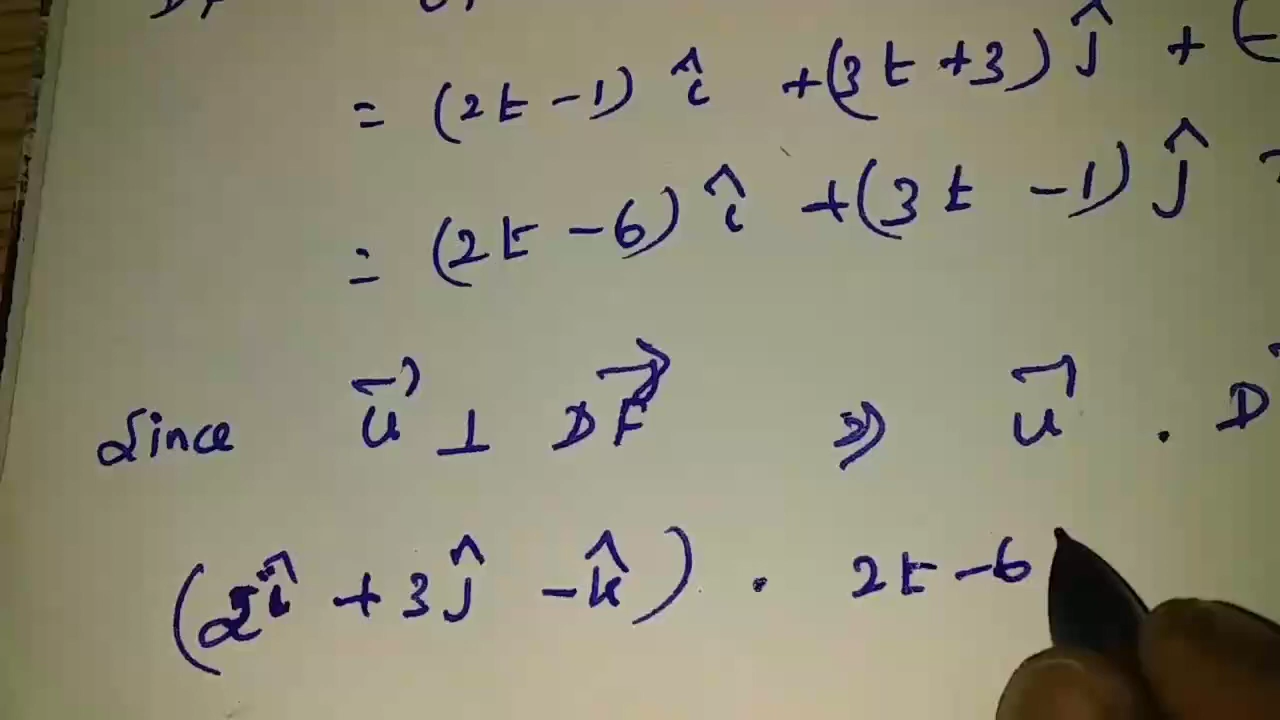 = (2t - 1) î + (3t + 3) ĵ + (t
= (2t - 6) î + (3t - 1) ĵ
Since u⃗ ⊥ DF⃗ ⇒ u⃗ . D
(2î + 3ĵ - k̂) . 2t - 6